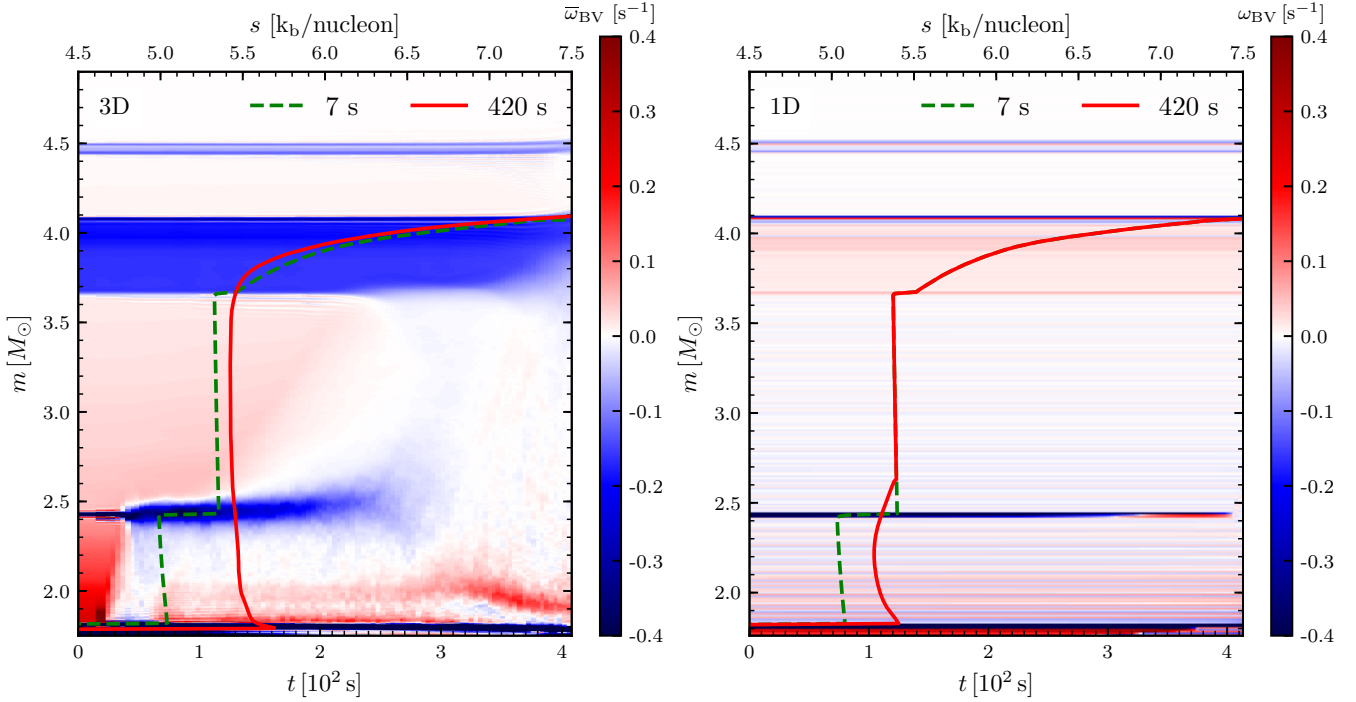 s [k_b/nucleon]
4.5 5.0 5.5 6.0 6.5 7.0 7.5
ω̅_BV [s⁻¹]
3D 7 s 420 s
m [M_⊙]
4.5
4.0
3.5
3.0
2.5
2.0
0 1 2 3 4
t [10² s]
0.4
0.3
0.2
0.1
0.0
-0.1
-0.2
-0.3
-0.4
s [k_b/nucleon]
4.5 5.0 5.5 6.0 6.5 7.0 7.5
ω_BV [s⁻¹]
1D 7 s 420 s
m [M_⊙]
4.5
4.0
3.5
3.0
2.5
2.0
0 1 2 3 4
t [10² s]
0.4
0.3
0.2
0.1
0.0
-0.1
-0.2
-0.3
-0.4